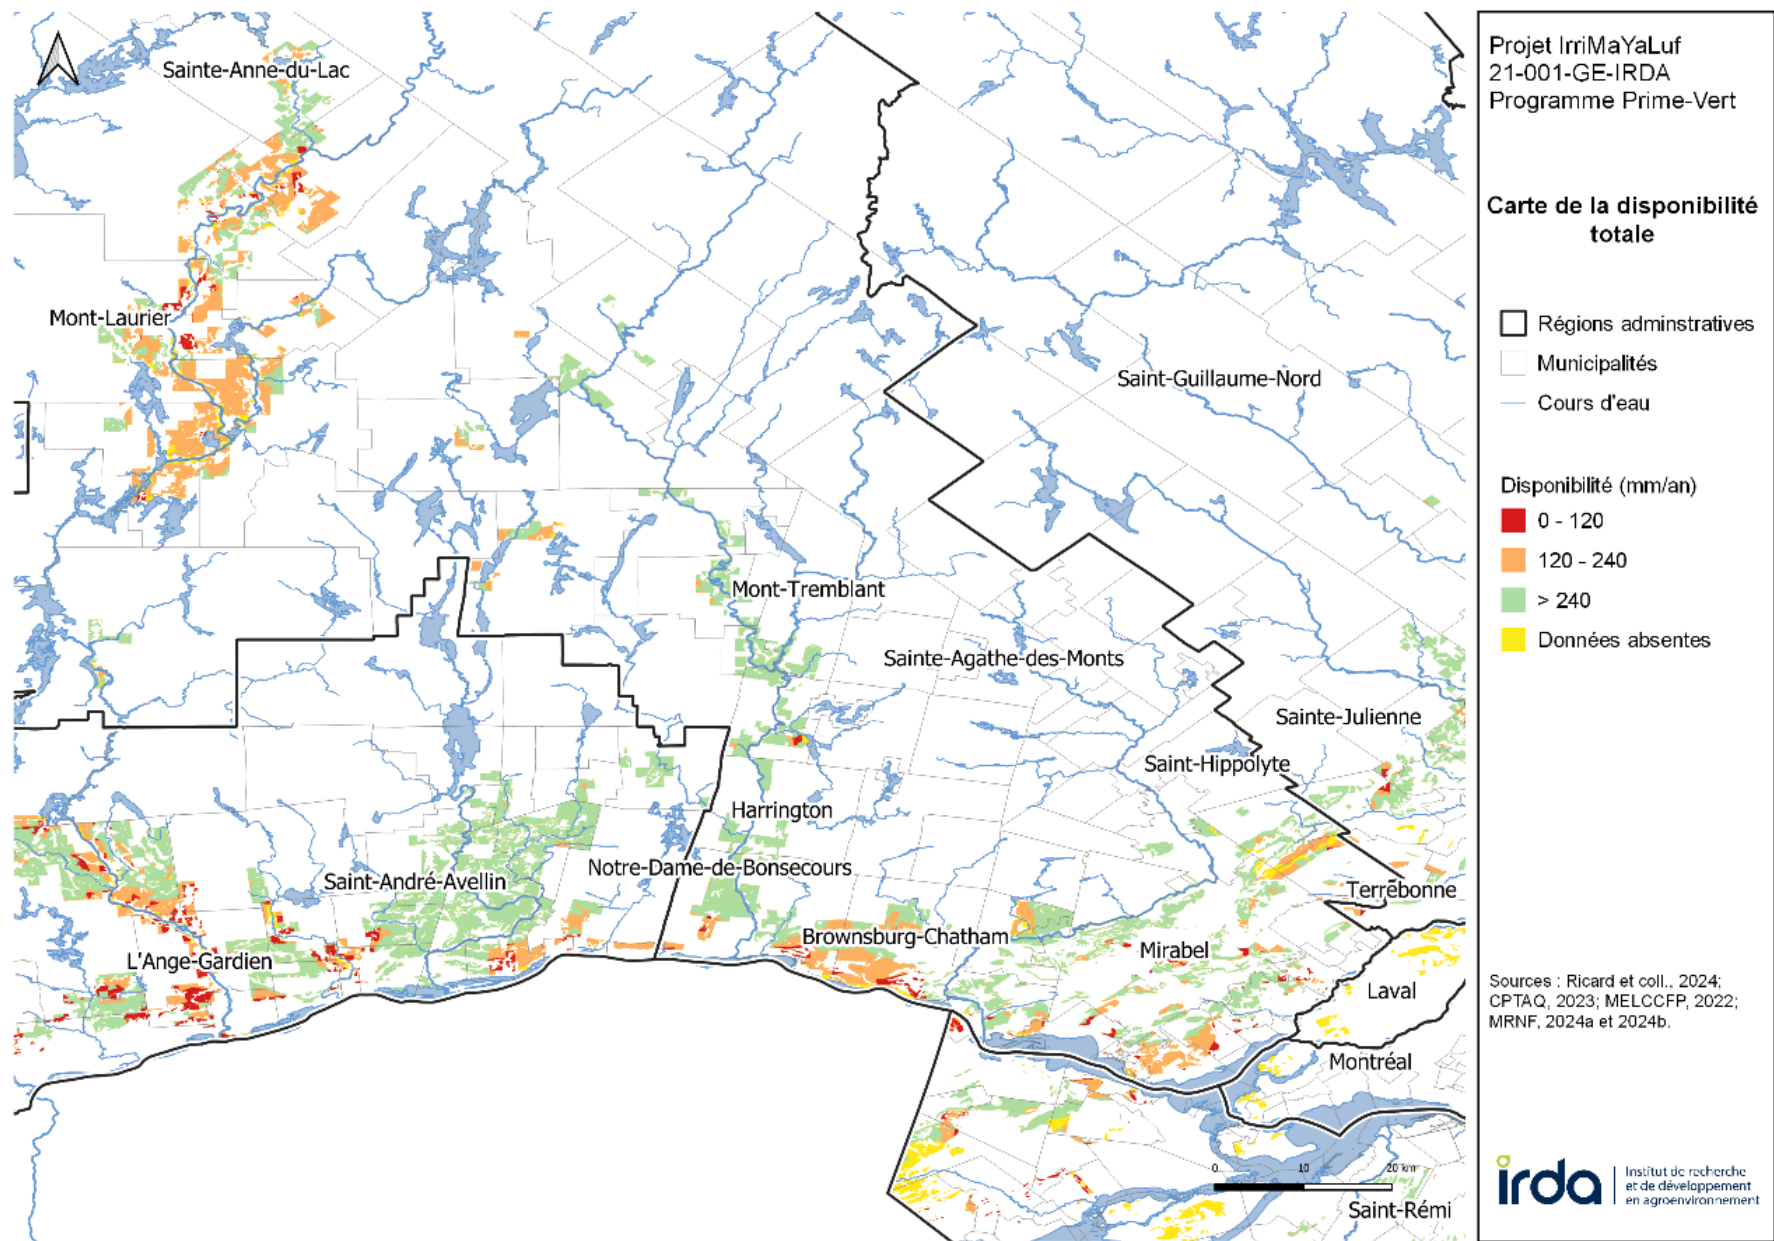 Sainte-Anne-du-Lac
Mont-Laurier
Saint-Guillaume-Nord
Mont-Tremblant
Sainte-Agathe-des-Monts
Sainte-Julienne
Saint-Hippolyte
Harrington
Notre-Dame-de-Bonsecours
Saint-André-Avellin
Terrebonne
Brownsburg-Chatham
Mirabel
L'Ange-Gardien
Laval
Montréal
0 10 20 km
Saint-Rémi
Projet IrriMaYaLuf
21-001-GE-IRDA
Programme Prime-Vert
Carte de la disponibilité
totale
Régions adminstratives
Municipalités
Cours d'eau
Disponibilité (mm/an)
0 - 120
120 - 240
> 240
Données absentes
Sources : Ricard et coll., 2024;
CPTAQ, 2023; MELCCFP, 2022;
MRNF, 2024a et 2024b.
irda
Institut de recherche
et de développement
en agroenvironnement